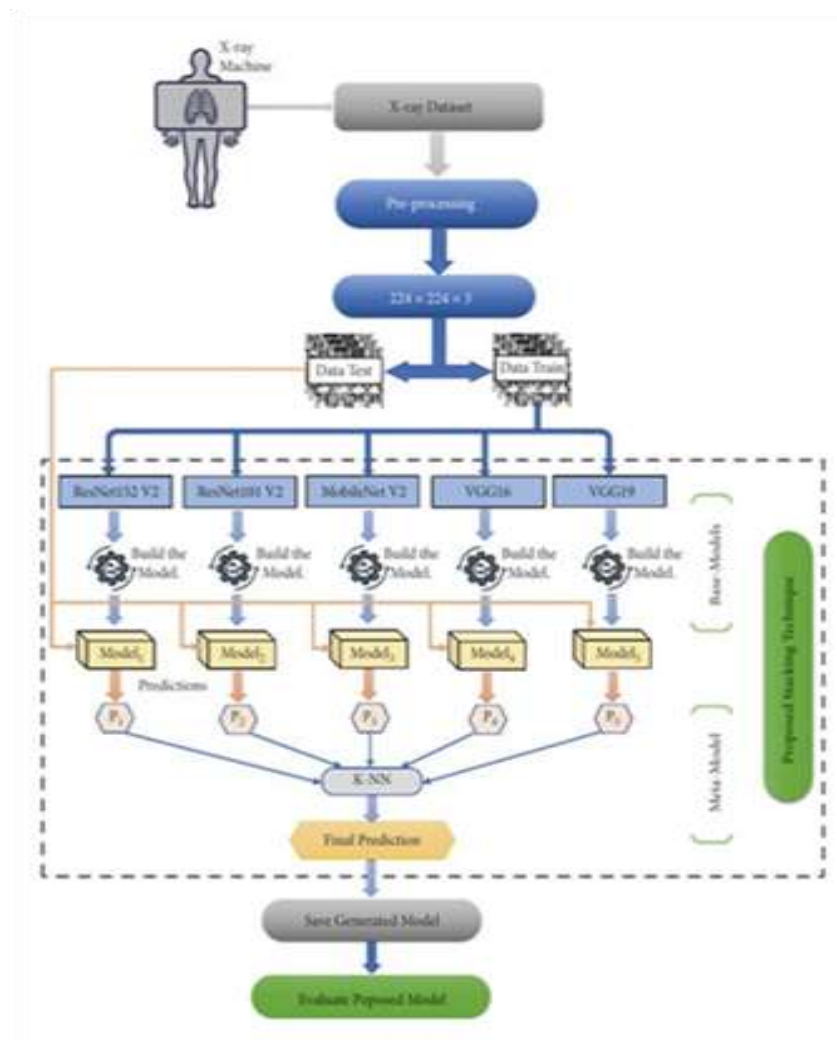 X-ray
Machine
X-ray Dataset
Pre-processing
224 × 224 × 3
Data Test
Data Train
ResNet152 V2
ResNet101 V2
MobileNet V2
VGG16
VGG19
Build the
Model.
Build the
Model.
Build the
Model.
Build the
Model.
Build the
Model.
Base-Models
Model1
Model2
Model3
Model4
Model5
Predictions
P1
P2
P3
P4
P5
K-NN
Meta-Model
Proposed Stacking Technique
Final Prediction
Save Generated Model
Evaluate Poposed Model